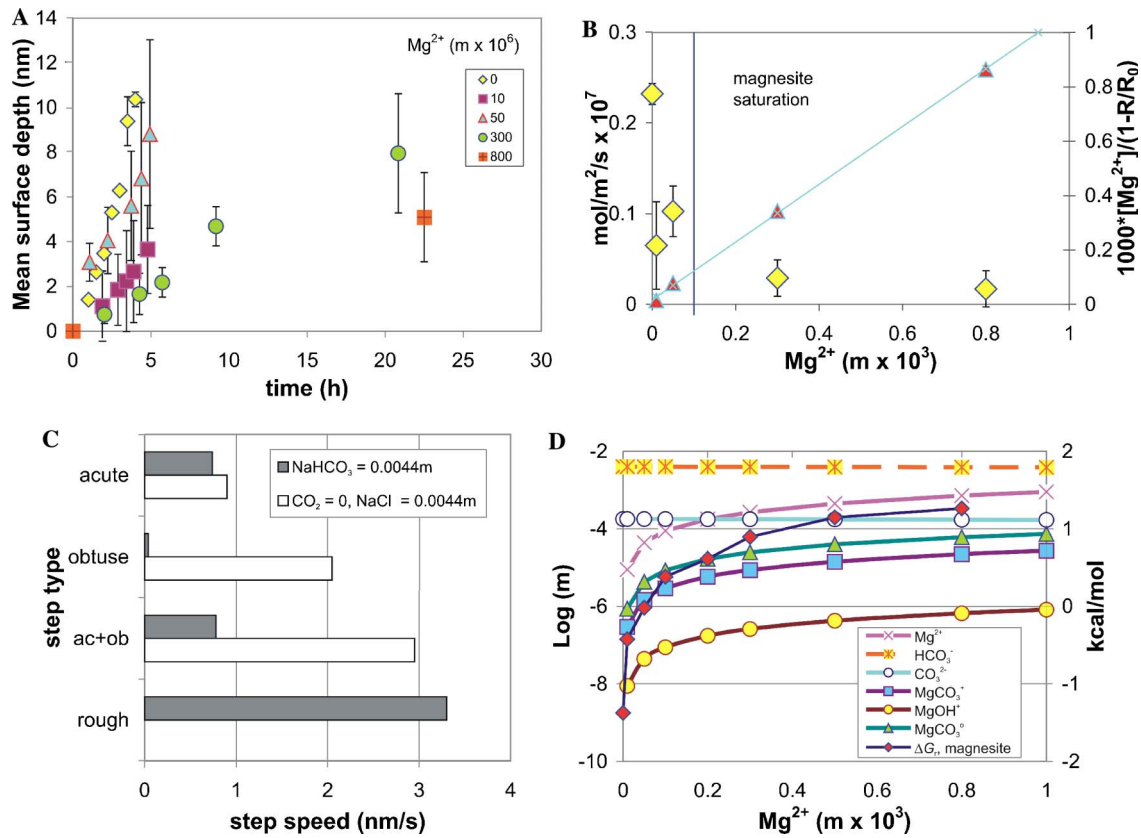 A
Mean surface depth (nm)
14
12
10
8
6
4
2
0
0 5 10 15 20 25 30
time (h)
Mg²⁺ (m x 10⁶)
0
10
50
300
800
B
mol/m²/s x 10⁷
0.3
0.2
0.1
0
magnesite
saturation
1
0.8
0.6
0.4
0.2
0
1000*[Mg²⁺]/(1-R/R₀)
0 0.2 0.4 0.6 0.8 1
Mg²⁺ (m x 10³)
C
step type
acute
obtuse
ac+ob
rough
NaHCO₃ = 0.0044m
CO₂ = 0, NaCl = 0.0044m
0 1 2 3 4
step speed (nm/s)
D
Log (m)
-2
-4
-6
-8
-10
2
1
0
-1
-2
kcal/mol
Mg²⁺
HCO₃⁻
CO₃²⁻
MgCO₃⁺
MgOH⁺
MgCO₃⁰
ΔGᵣ, magnesite
0 0.2 0.4 0.6 0.8 1
Mg²⁺ (m x 10³)